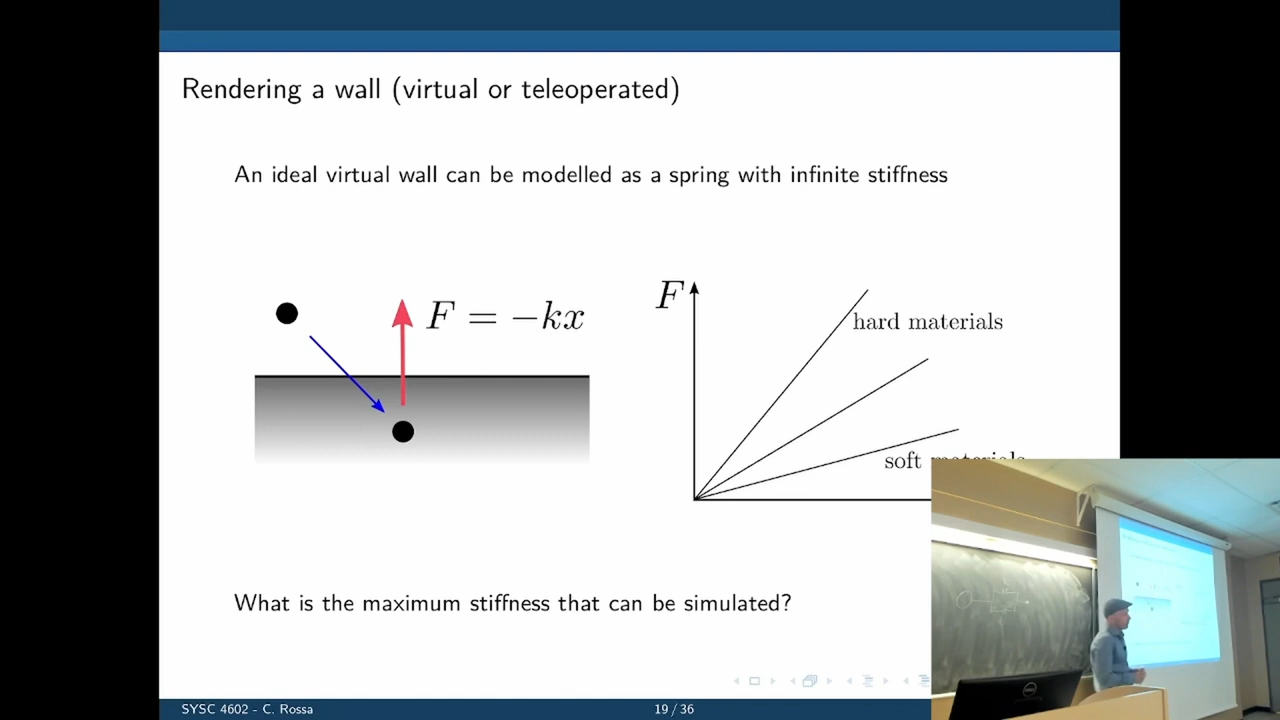 Rendering a wall (virtual or teleoperated)
An ideal virtual wall can be modelled as a spring with infinite stiffness
F = −kx
F
hard materials
soft materials
What is the maximum stiffness that can be simulated?
SYSC 4602 - C. Rossa
19 / 36
DELL